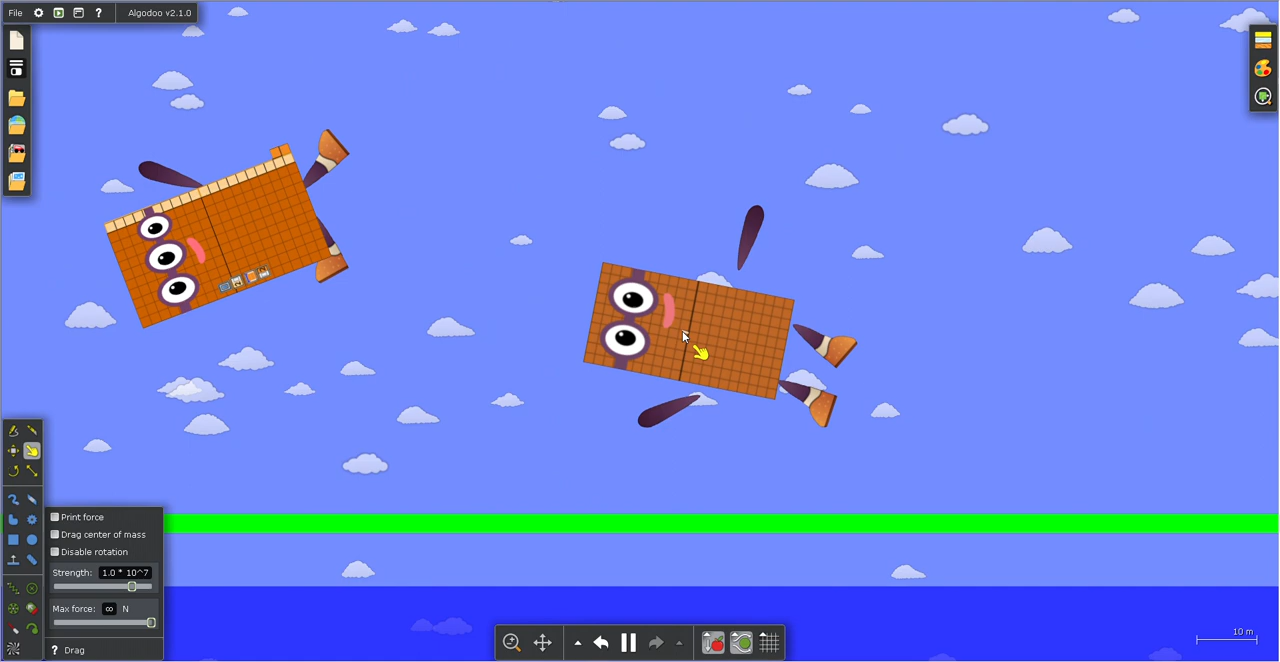 File ? Algodoo v2.1.0
Print force
Drag center of mass
Disable rotation
Strength: 1.0 * 10^7
Max force: ∞ N
? Drag
10 m